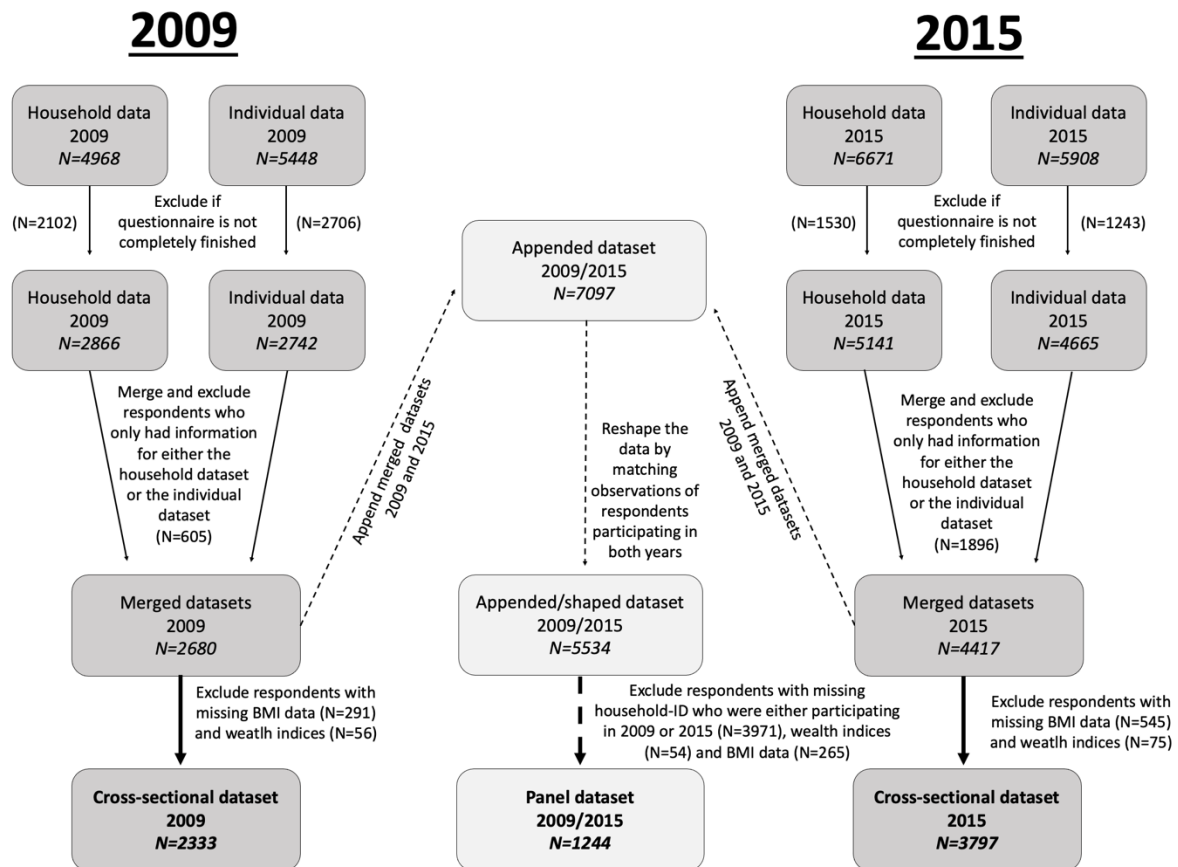 2009
2015
Household data
2009
N=4968
Individual data
2009
N=5448
(N=2102)
Exclude if
questionnaire is not
completely finished
(N=2706)
Household data
2009
N=2866
Individual data
2009
N=2742
Merge and exclude
respondents who
only had information
for either the
household dataset
or the individual
dataset
(N=605)
Merged datasets
2009
N=2680
Exclude respondents with
missing BMI data (N=291)
and weatlh indices (N=56)
Cross-sectional dataset
2009
N=2333
Append merged datasets
2009 and 2015
Appended dataset
2009/2015
N=7097
Reshape the
data by
matching
observations of
respondents
participating in
both years
Appended/shaped dataset
2009/2015
N=5534
Exclude respondents with missing
household-ID who were either participating
in 2009 or 2015 (N=3971), wealth indices
(N=54) and BMI data (N=265)
Panel dataset
2009/2015
N=1244
Append merged datasets
2009 and 2015
Household data
2015
N=6671
Individual data
2015
N=5908
(N=1530)
Exclude if
questionnaire is not
completely finished
(N=1243)
Household data
2015
N=5141
Individual data
2015
N=4665
Merge and exclude
respondents who
only had information
for either the
household dataset
or the individual
dataset
(N=1896)
Merged datasets
2015
N=4417
Exclude respondents with
missing BMI data (N=545)
and weatlh indices (N=75)
Cross-sectional dataset
2015
N=3797